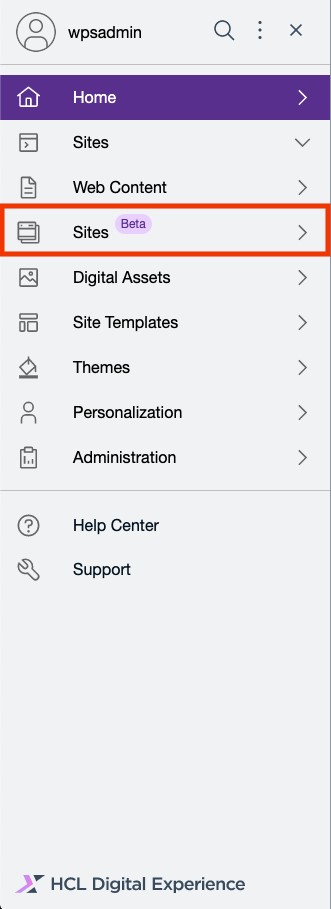 wpsadmin
Home
Sites
Web Content
Sites Beta
Digital Assets
Site Templates
Themes
Personalization
Administration
Help Center
Support
HCL Digital Experience